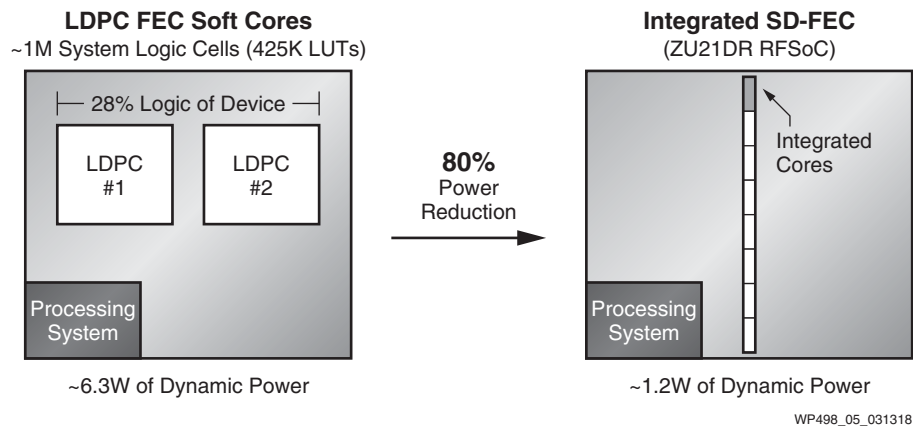 LDPC FEC Soft Cores
~1M System Logic Cells (425K LUTs)
28% Logic of Device
LDPC
#1
LDPC
#2
Processing
System
~6.3W of Dynamic Power
80%
Power
Reduction
Integrated SD-FEC
(ZU21DR RFSoC)
Integrated
Cores
Processing
System
~1.2W of Dynamic Power
WP498_05_031318